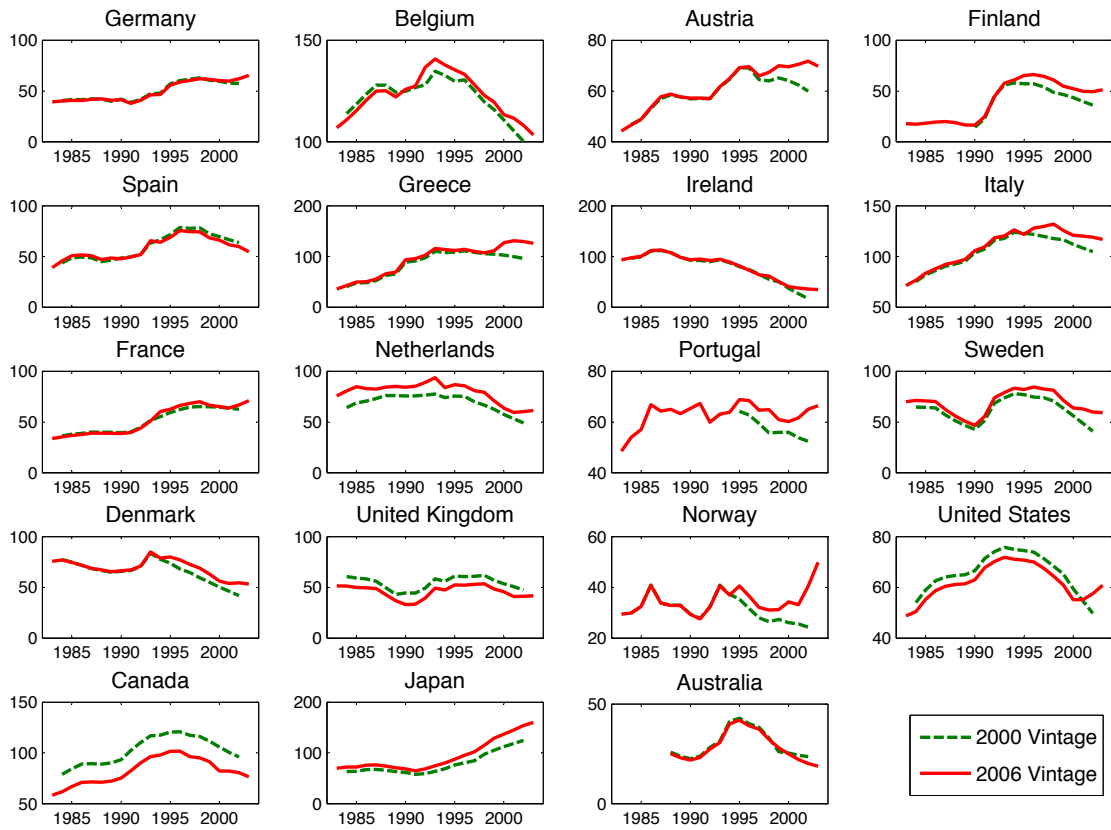 Germany Belgium Austria Finland
100 150 80 100
50 60 50
0 100 40 0
1985 1990 1995 2000 1985 1990 1995 2000 1985 1990 1995 2000 1985 1990 1995 2000
Spain Greece Ireland Italy
100 200 200 150
50 100 100 100
0 0 0 50
1985 1990 1995 2000 1985 1990 1995 2000 1985 1990 1995 2000 1985 1990 1995 2000
France Netherlands Portugal Sweden
100 100 80 100
50 50 60 50
0 0 40 0
1985 1990 1995 2000 1985 1990 1995 2000 1985 1990 1995 2000 1985 1990 1995 2000
Denmark United Kingdom Norway United States
100 100 60 80
50 50 40 60
0 0 20 40
1985 1990 1995 2000 1985 1990 1995 2000 1985 1990 1995 2000 1985 1990 1995 2000
Canada Japan Australia
150 200 50
100 100
50 0 0
1985 1990 1995 2000 1985 1990 1995 2000 1985 1990 1995 2000
2000 Vintage
2006 Vintage